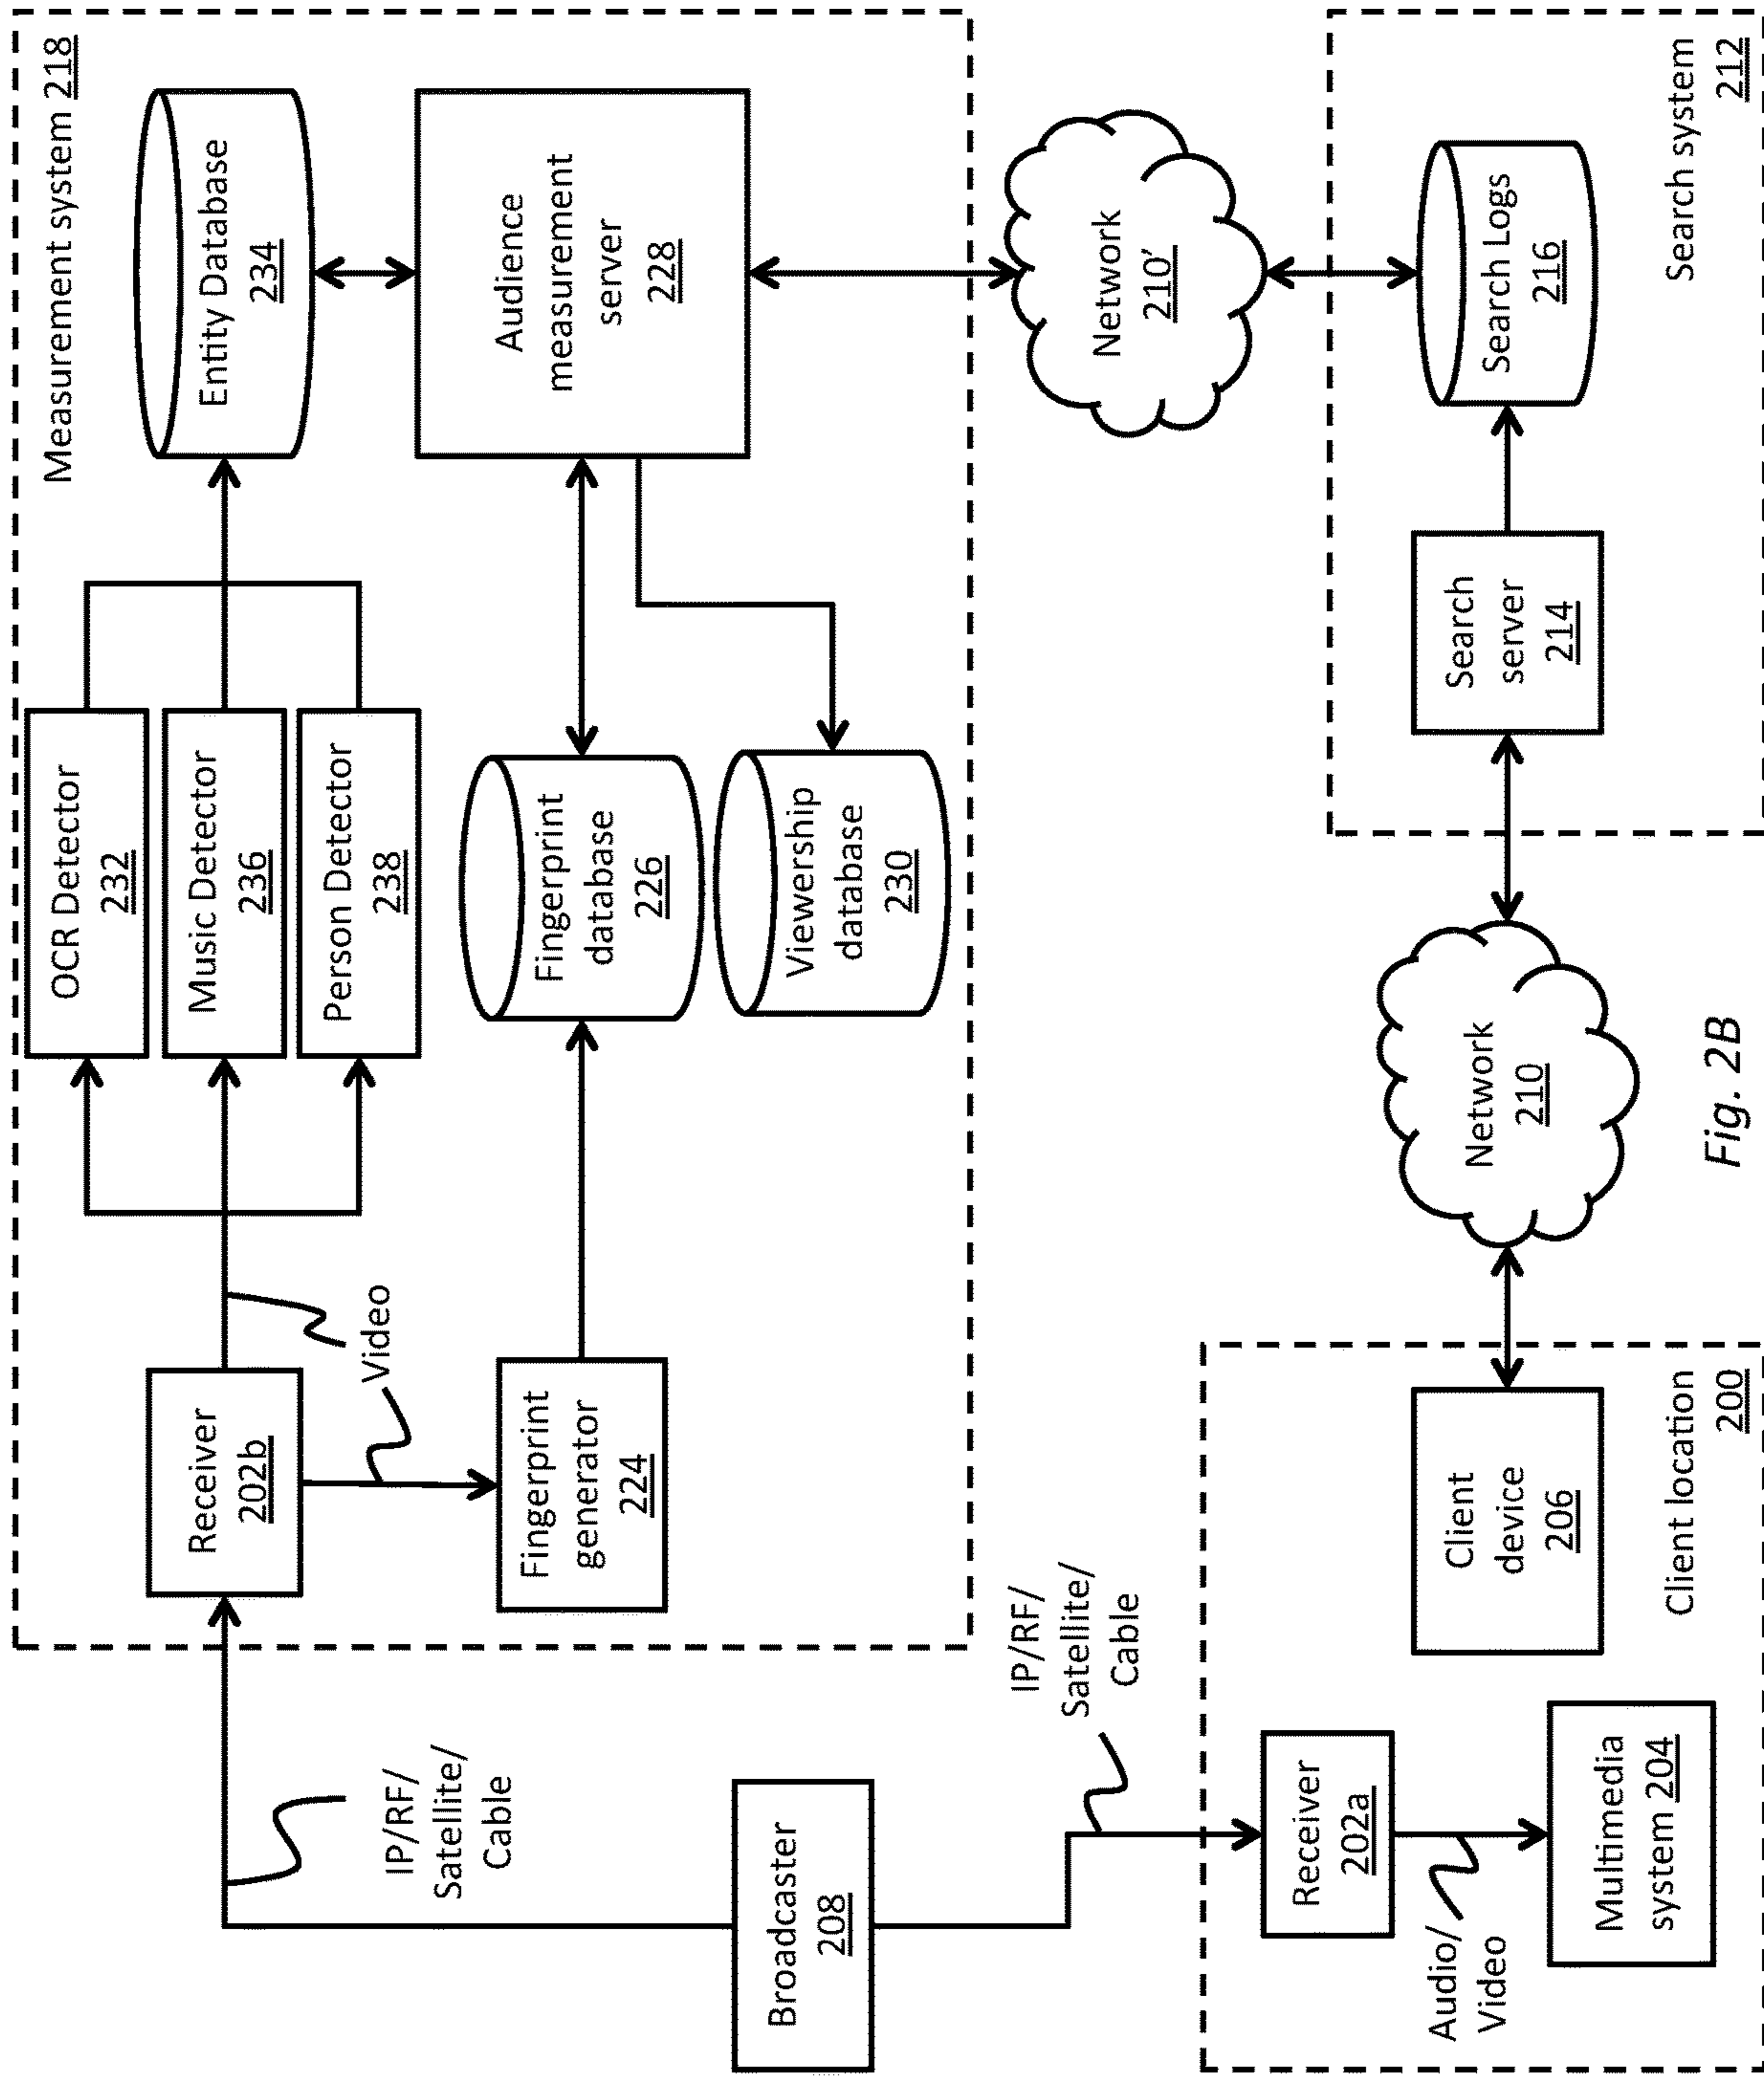 Measurement system 218
OCR Detector
232
Music Detector
236
Person Detector
238
Entity Database
234
Receiver
202b
Video
Fingerprint
generator
224
Fingerprint
database
226
Viewership
database
230
Audience
measurement
server
228
IP/RF/
Satellite/
Cable
Broadcaster
208
IP/RF/
Satellite/
Cable
Network
210'
Receiver
202a
Audio/
Video
Multimedia
system 204
Client
device
206
Client location
200
Network
210
Search
server
214
Search Logs
216
Search system
212
Fig. 2B